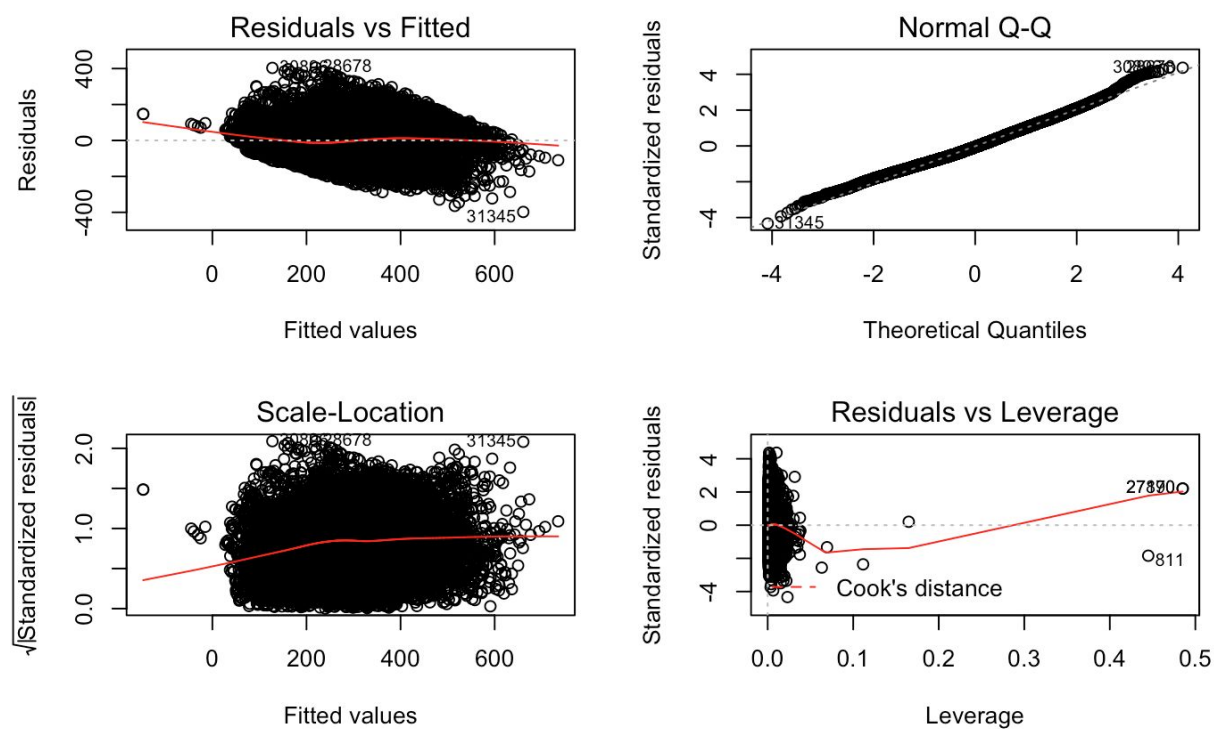 Residuals vs Fitted
Residuals
400
0
-400
28678
31345
0 200 400 600
Fitted values
Normal Q-Q
Standardized residuals
4
2
0
-4
31345
-4 -2 0 2 4
Theoretical Quantiles
Scale-Location
√|Standardized residuals|
2.0
1.0
0.0
28678
31345
0 200 400 600
Fitted values
Residuals vs Leverage
Standardized residuals
4
2
0
-4
811
Cook's distance
0.0 0.1 0.2 0.3 0.4 0.5
Leverage